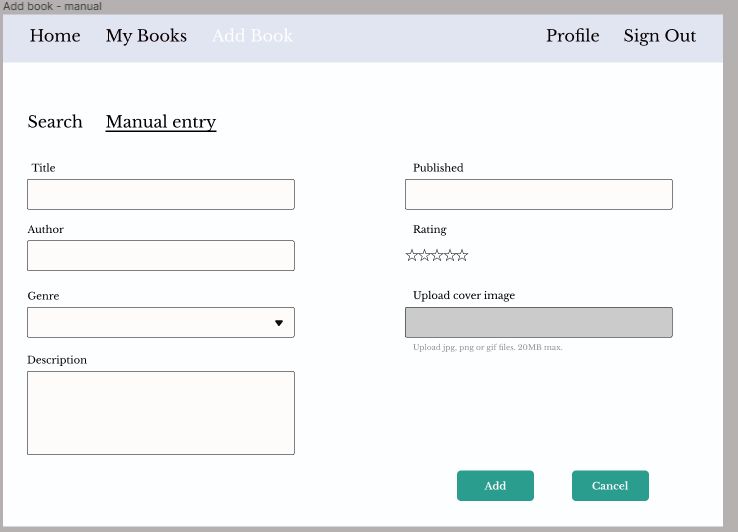 Add book - manual
Home My Books Add Book Profile Sign Out
Search Manual entry
Title
Author
Genre
Description
Published
Rating
Upload cover image
Upload jpg, png or gif files. 20MB max.
Add Cancel